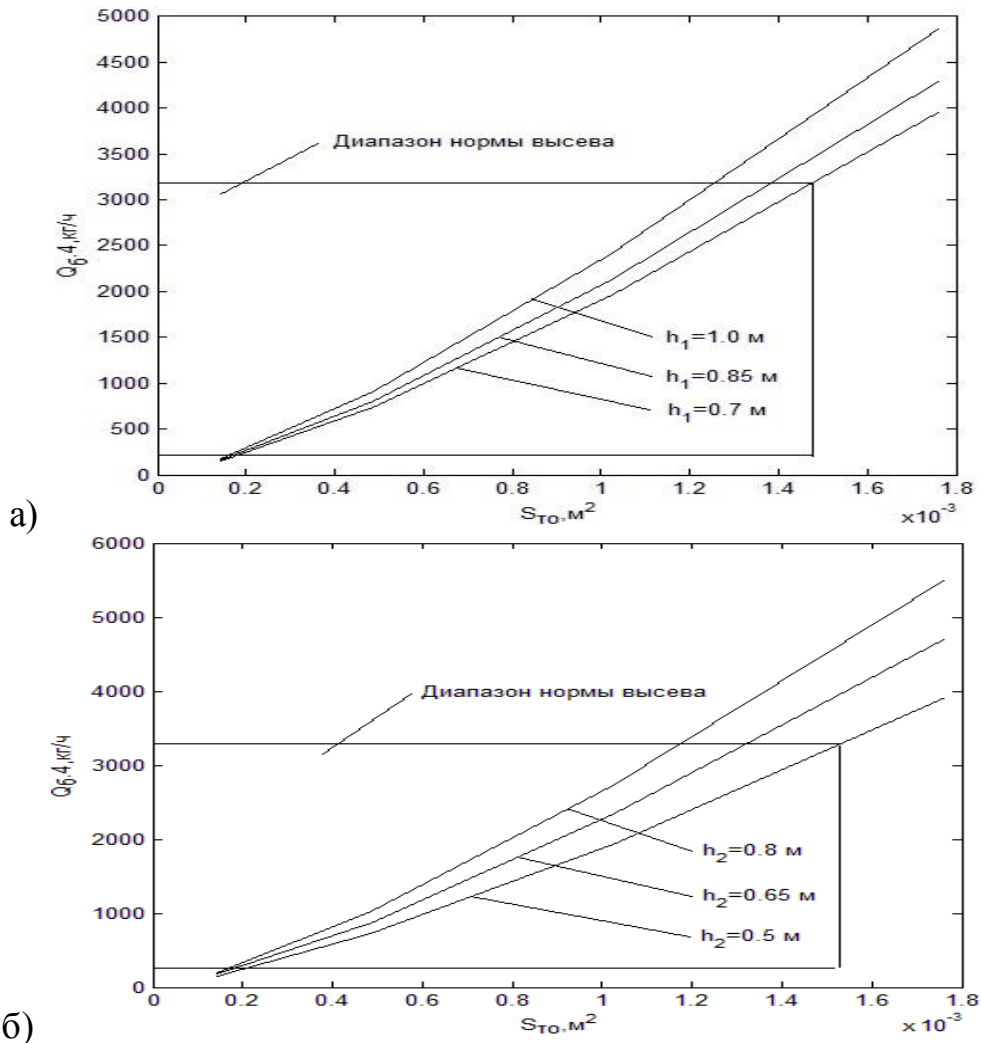 5000
4500
4000
3500
3000
2500
2000
1500
1000
500
0
Qб.4,кг/ч
Диапазон нормы высева
h1=1.0 м
h1=0.85 м
h1=0.7 м
0 0.2 0.4 0.6 0.8 1 1.2 1.4 1.6 1.8
Sто,м²
×10⁻³
а)
6000
5000
4000
3000
2000
1000
0
Qб.4,кг/ч
Диапазон нормы высева
h2=0.8 м
h2=0.65 м
h2=0.5 м
0 0.2 0.4 0.6 0.8 1 1.2 1.4 1.6 1.8
Sто,м²
×10⁻³
б)